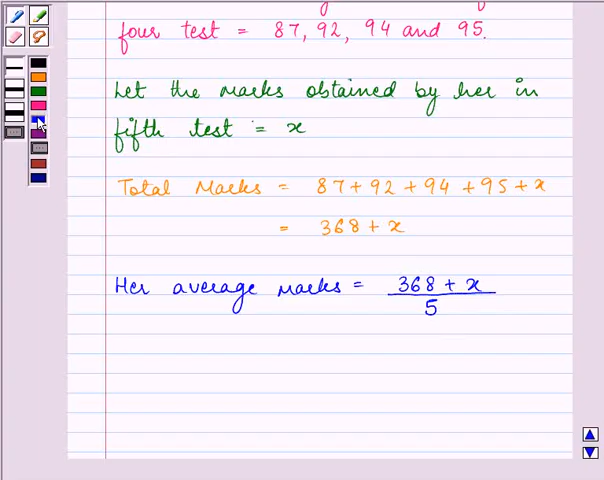 four test = 87, 92, 94 and 95.
Let the marks obtained by her in
fifth test = x
Total Marks = 87 + 92 + 94 + 95 + x
= 368 + x
Her average marks = 368 + x
5